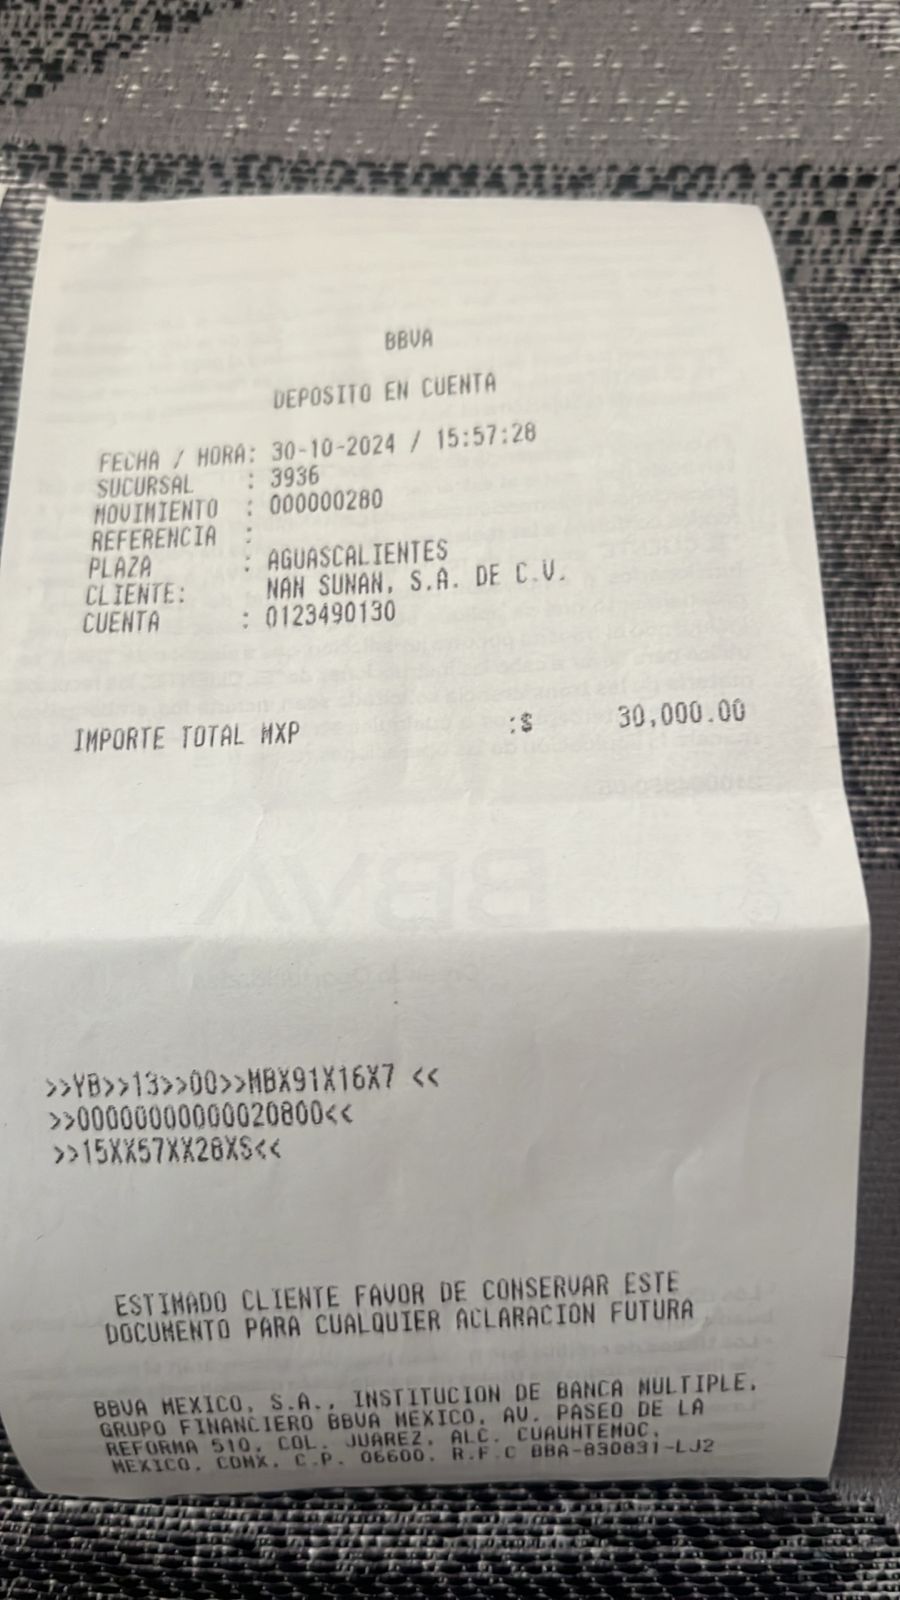 BBVA
DEPOSITO EN CUENTA
FECHA / HORA: 30-10-2024 / 15:57:28
SUCURSAL : 3936
MOVIMIENTO : 000000280
REFERENCIA :
PLAZA : AGUASCALIENTES
CLIENTE: NAN SUNAN, S.A. DE C.V.
CUENTA : 0123490130
IMPORTE TOTAL MXP :$ 30,000.00
>>YB>>13>>00>>MBX91X16X7 <<
>>00000000000020800<<
>>15XX57XX28XS<<
ESTIMADO CLIENTE FAVOR DE CONSERVAR ESTE
DOCUMENTO PARA CUALQUIER ACLARACION FUTURA
BBVA MEXICO, S.A., INSTITUCION DE BANCA MULTIPLE,
GRUPO FINANCIERO BBVA MEXICO, AV. PASEO DE LA
REFORMA 510, COL. JUAREZ, ALC. CUAUHTEMOC,
MEXICO, CDMX, C.P. 06600, R.F.C BBA-830831-LJ2